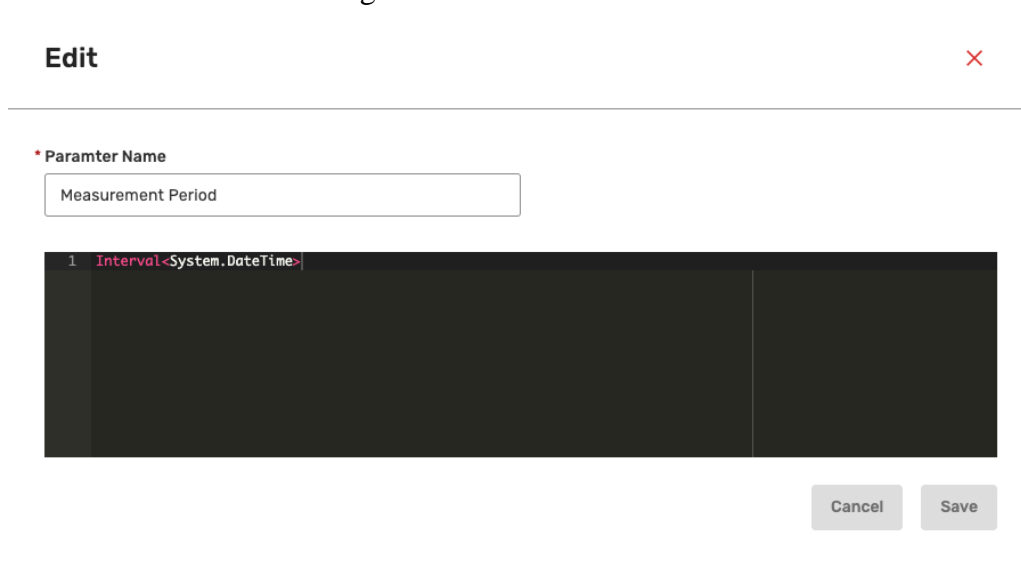 Edit
* Paramter Name
Measurement Period
1 Interval<System.DateTime>
Cancel Save